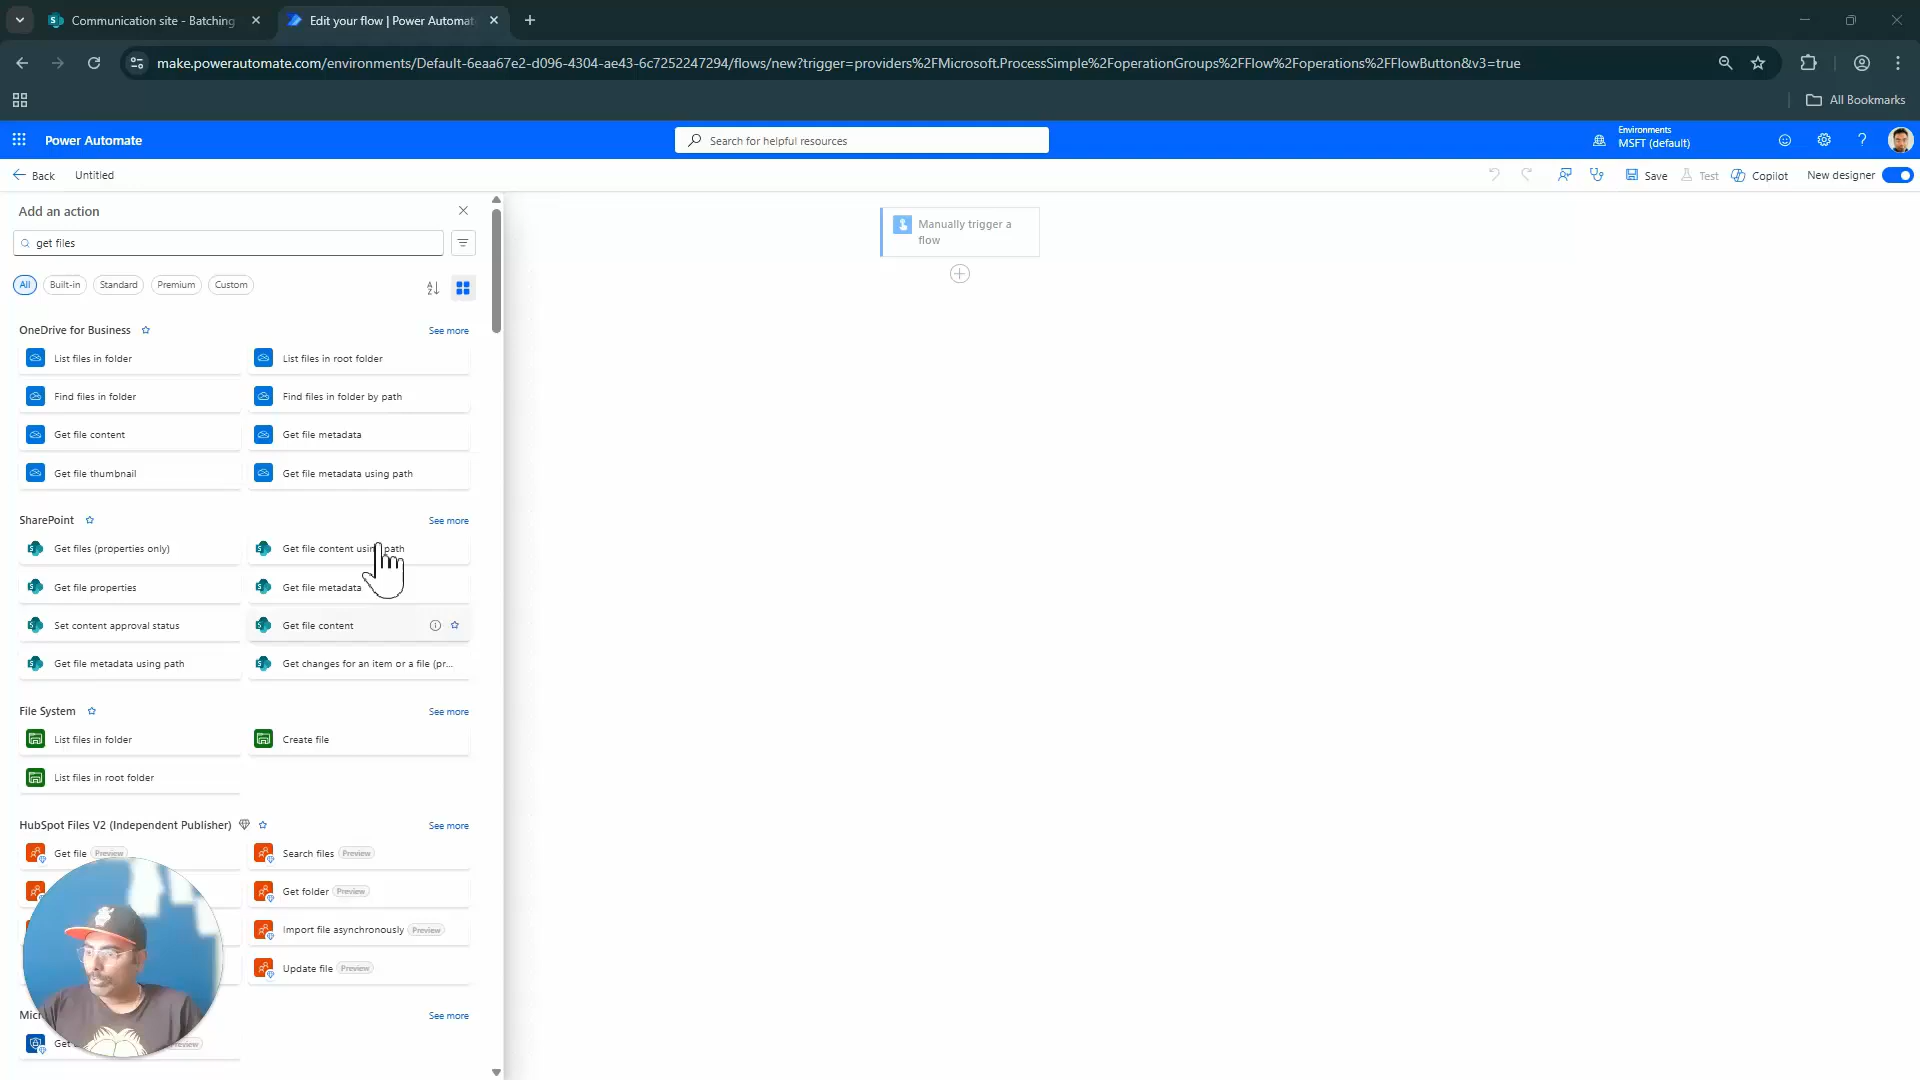 Communication site - Batching
Edit your flow | Power Automat
make.powerautomate.com/environments/Default-6eaa67e2-d096-4304-ae43-6c7252247294/flows/new?trigger=providers%2FMicrosoft.ProcessSimple%2FoperationGroups%2FFlow%2Foperations%2FFlowButton&v3=true
All Bookmarks
Power Automate
Search for helpful resources
Environments
MSFT (default)
Back
Untitled
Save
Test
Copilot
New designer
Add an action
get files
All
Built-in
Standard
Premium
Custom
Manually trigger a
flow
OneDrive for Business
See more
List files in folder
List files in root folder
Find files in folder
Find files in folder by path
Get file content
Get file metadata
Get file thumbnail
Get file metadata using path
SharePoint
See more
Get files (properties only)
Get file content using path
Get file properties
Get file metadata
Set content approval status
Get file content
Get file metadata using path
Get changes for an item or a file (pr...
File System
See more
List files in folder
Create file
List files in root folder
HubSpot Files V2 (Independent Publisher)
See more
Get file Preview
Search files Preview
Get folder Preview
Import file asynchronously Preview
Update file Preview
See more
Get